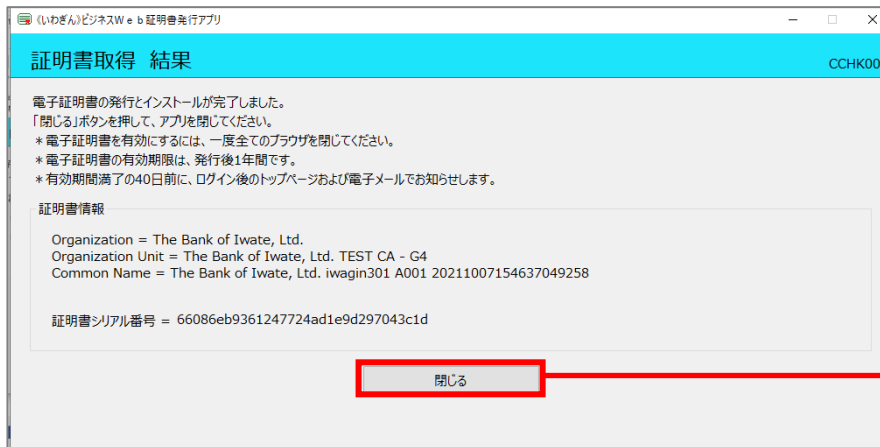 《いわぎん》ビジネスWeb証明書発行アプリ
証明書取得 結果
CCHK00
電子証明書の発行とインストールが完了しました。
「閉じる」ボタンを押して、アプリを閉じてください。
＊電子証明書を有効にするには、一度全てのブラウザを閉じてください。
＊電子証明書の有効期限は、発行後1年間です。
＊有効期間満了の40日前に、ログイン後のトップページおよび電子メールでお知らせします。
証明書情報
Organization = The Bank of Iwate, Ltd.
Organization Unit = The Bank of Iwate, Ltd. TEST CA - G4
Common Name = The Bank of Iwate, Ltd. iwagin301 A001 20211007154637049258
証明書シリアル番号 = 66086eb9361247724ad1e9d297043c1d
閉じる